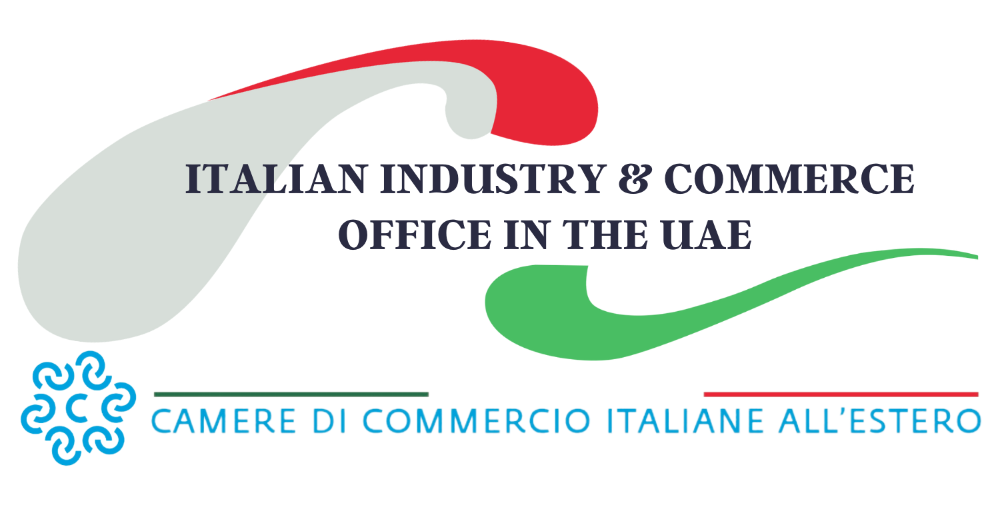 ITALIAN INDUSTRY & COMMERCE
OFFICE IN THE UAE
CAMERE DI COMMERCIO ITALIANE ALL'ESTERO